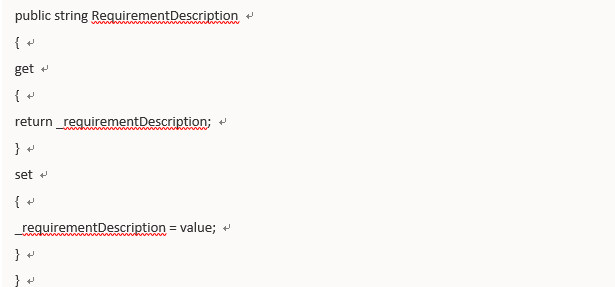 public string RequirementDescription
{
get
{
return _requirementDescription;
}
set
{
_requirementDescription = value;
}
}